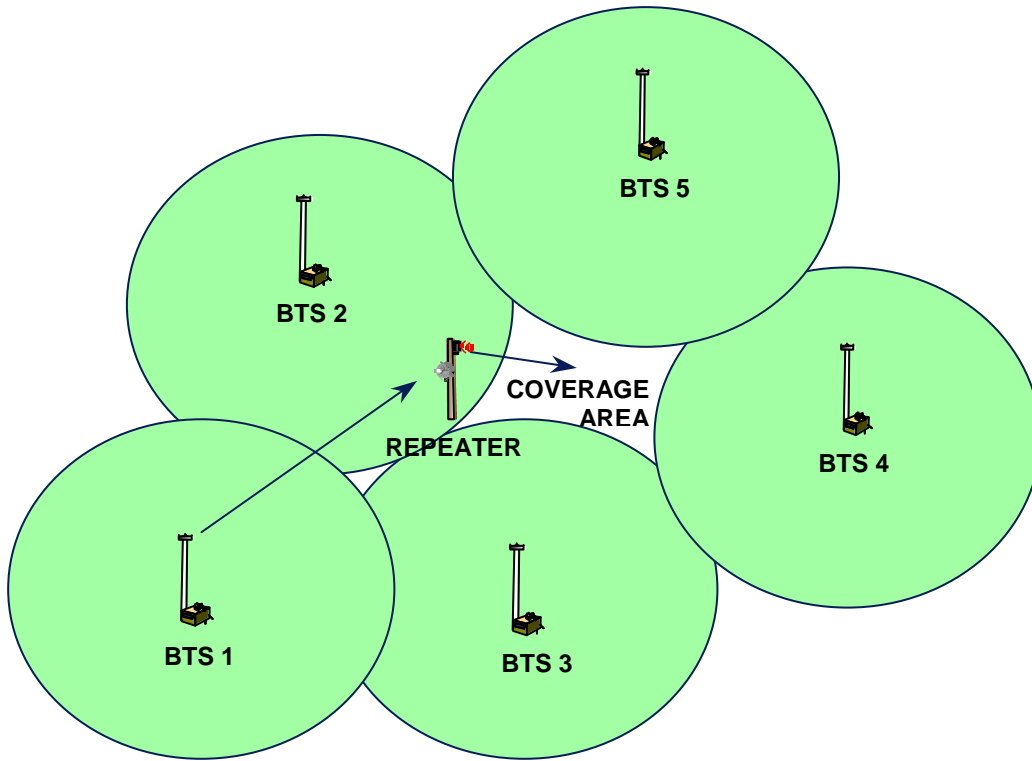 BTS 5
BTS 2
COVERAGE
AREA
REPEATER
BTS 4
BTS 1
BTS 3